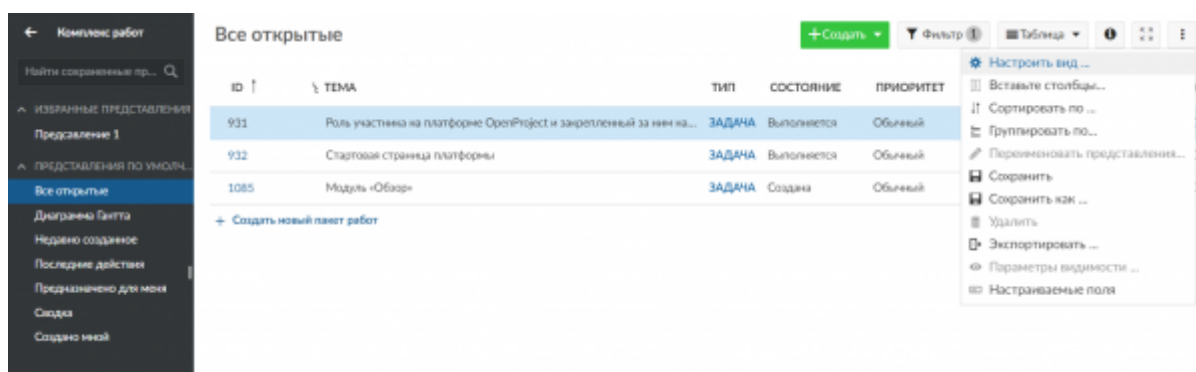 Комплекс работ
Все открытые
Создать
Фильтр 1
Таблица
Найти сохраненные пр...
Настроить вид ...
ID ТЕМА ТИП СОСТОЯНИЕ ПРИОРИТЕТ
Вставьте столбцы...
ИЗБРАННЫЕ ПРЕДСТАВЛЕНИЯ
Сортировать по ...
931 Роль участника на платформе OpenProject и закрепленный за ним на... ЗАДАЧА Выполняется Обычный
Группировать по...
Предсавление 1
Переименовать представления...
932 Стартовая страница платформы ЗАДАЧА Выполняется Обычный
ПРЕДСТАВЛЕНИЯ ПО УМОЛЧ...
Сохранить
1085 Модуль «Обзор» ЗАДАЧА Создана Обычный
Все открытые
Сохранить как ...
Создать новый пакет работ
Диаграмма Гантта
Удалить
Недавно созданное
Экспортировать ...
Последние действия
Параметры видимости ...
Предназначено для меня
Настраиваемые поля
Сводка
Создано мной